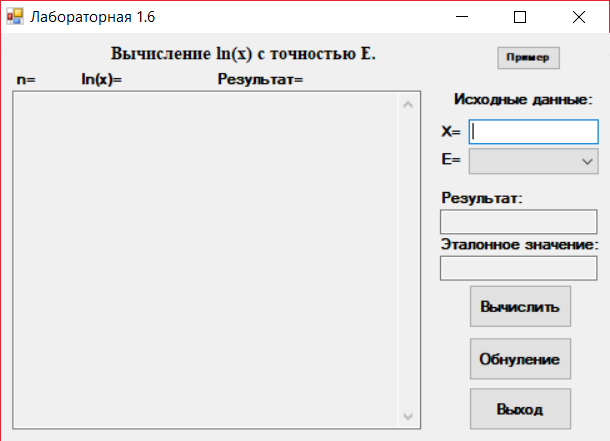 Лабораторная 1.6
Вычисление ln(x) с точностью E.
Пример
n= ln(x)= Результат=
Исходные данные:
X=
E=
Результат:
Эталонное значение:
Вычислить
Обнуление
Выход